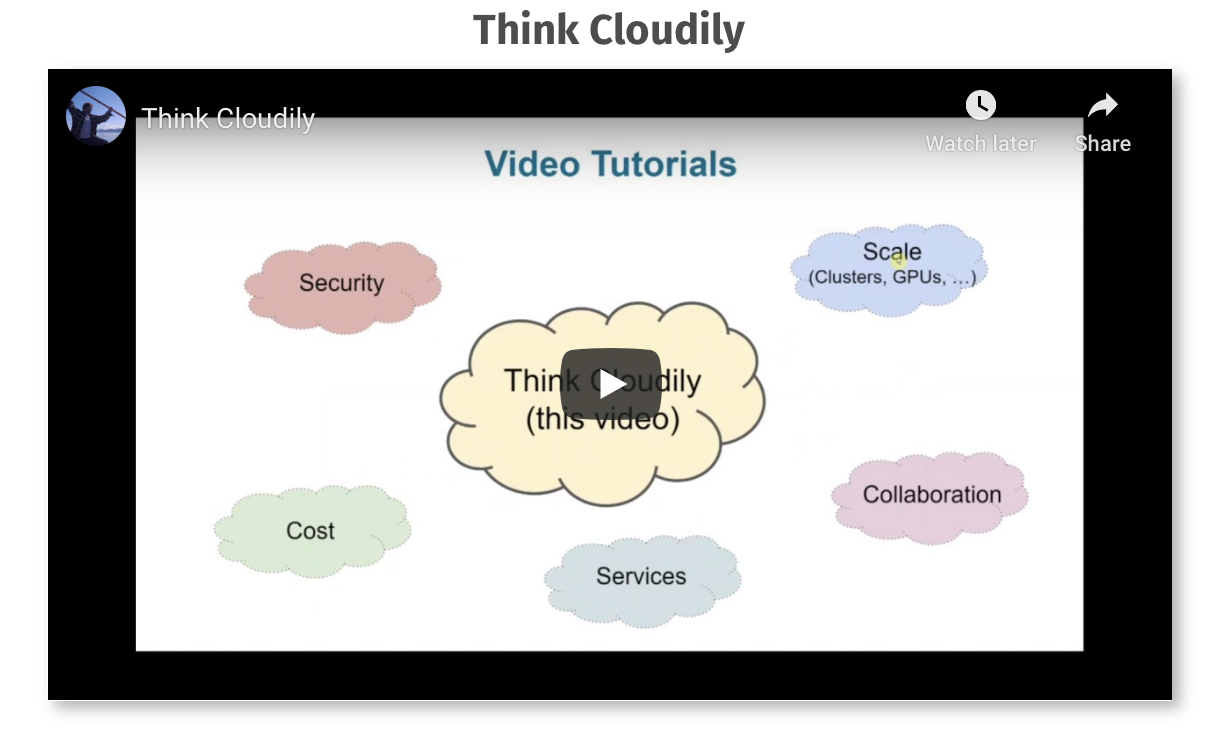 Think Cloudily
Think Cloudily
Watch later
Share
Video Tutorials
Security
Scale
(Clusters, GPUs, ...)
Think Cloudily
(this video)
Collaboration
Cost
Services